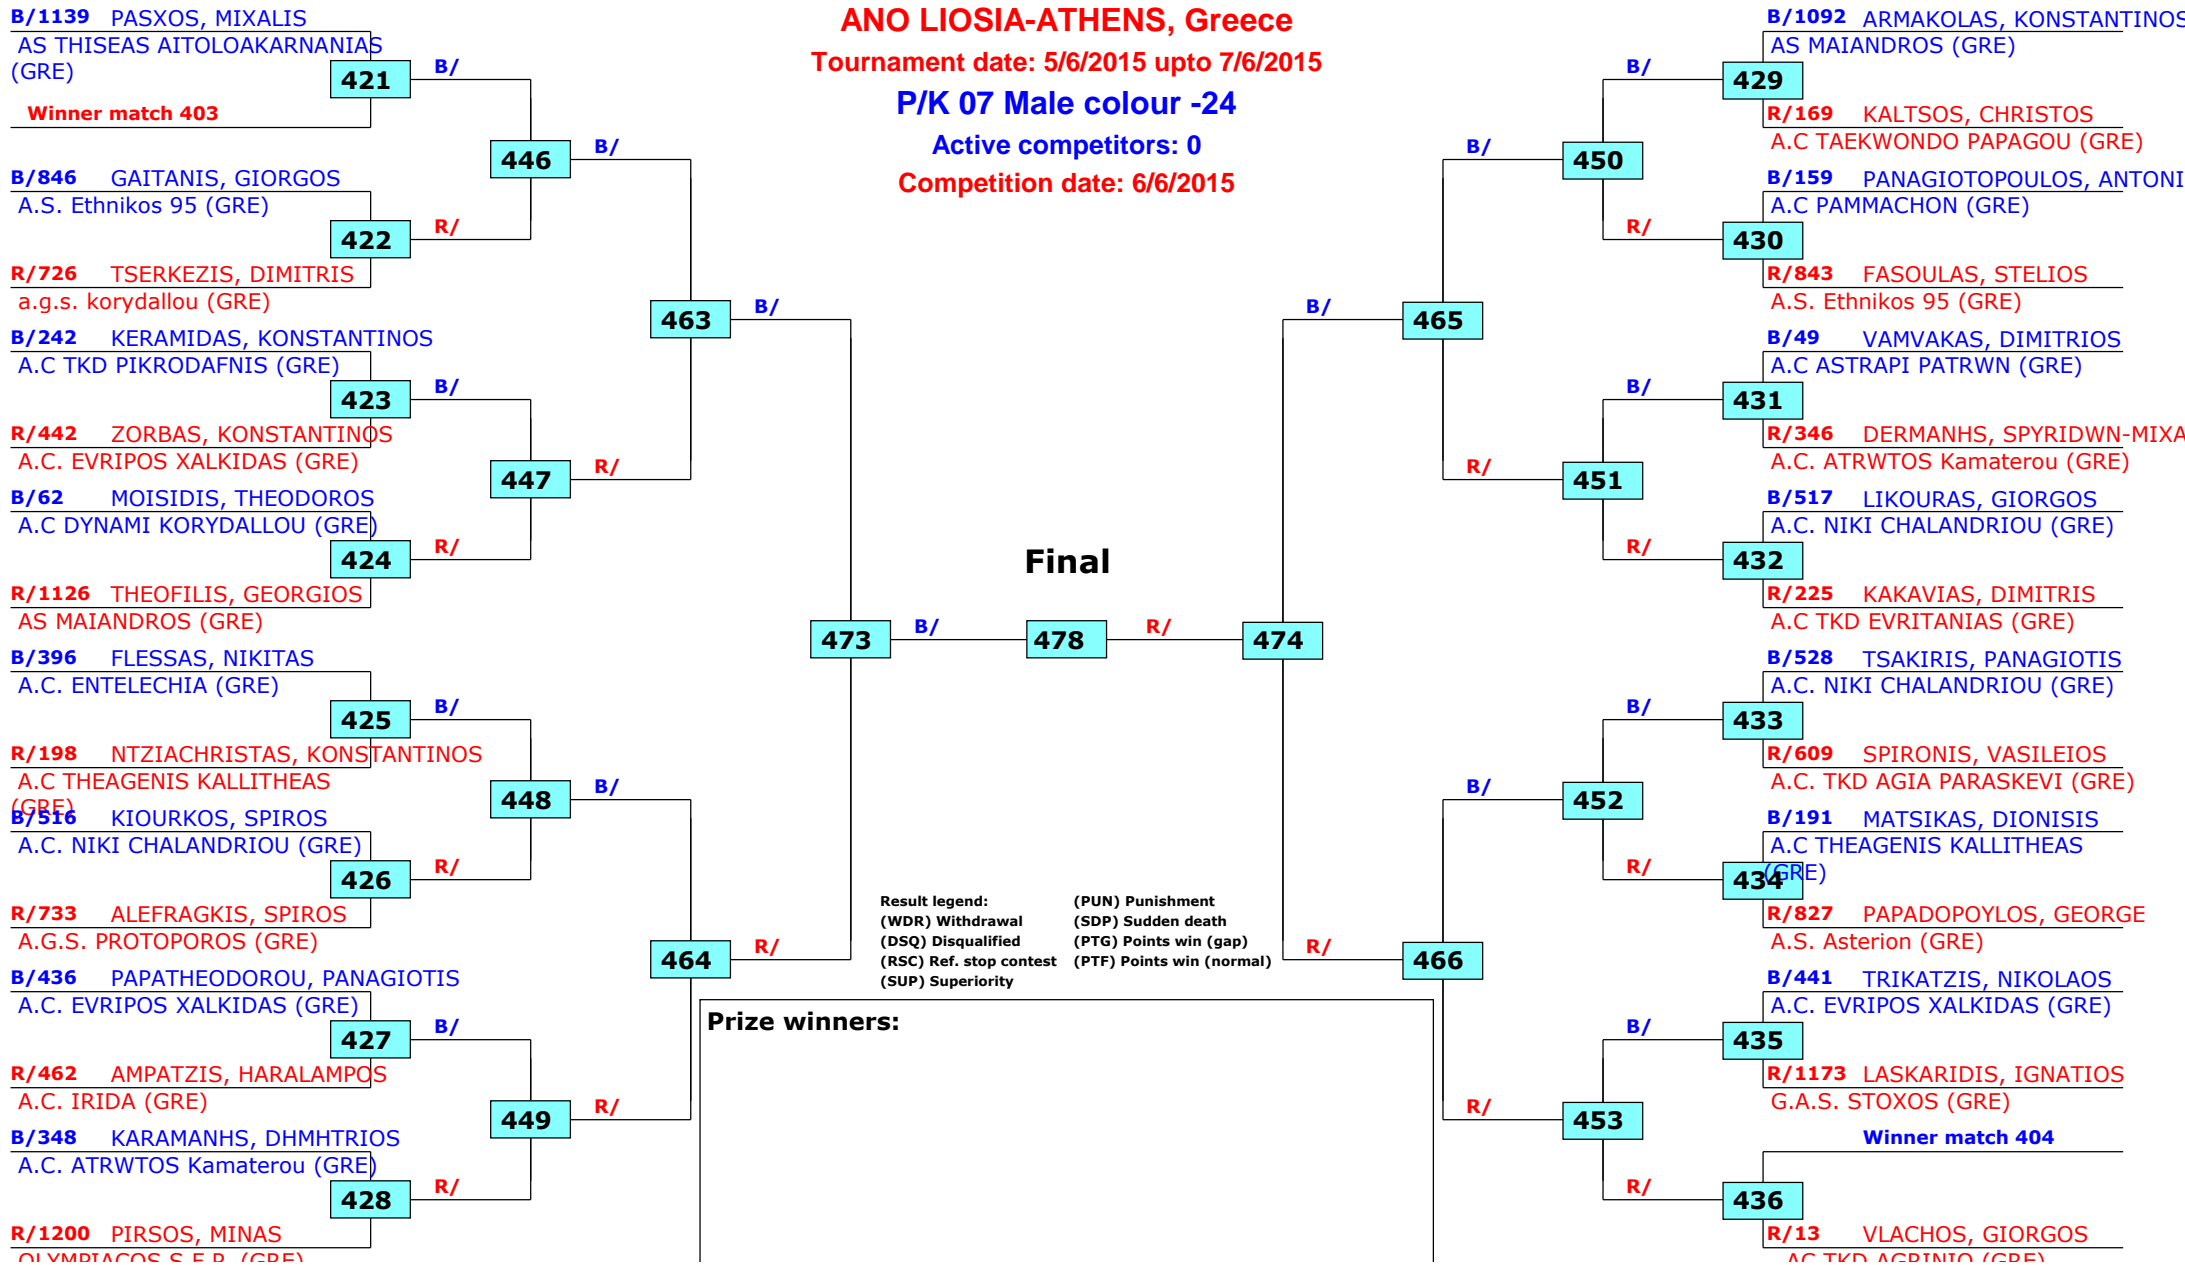 ANO LIOSIA-ATHENS, Greece
Tournament date: 5/6/2015 upto 7/6/2015
P/K 07 Male colour -24
Active competitors: 0
Competition date: 6/6/2015
B/1139 PASXOS, MIXALIS
AS THISEAS AITOLOAKARNANIAS
(GRE)
421
B/
Winner match 403
446
B/
B/846 GAITANIS, GIORGOS
A.S. Ethnikos 95 (GRE)
422
R/
R/726 TSERKEZIS, DIMITRIS
a.g.s. korydallou (GRE)
463
B/
B/242 KERAMIDAS, KONSTANTINOS
A.C TKD PIKRODAFNIS (GRE)
423
B/
R/442 ZORBAS, KONSTANTINOS
A.C. EVRIPOS XALKIDAS (GRE)
447
R/
B/62 MOISIDIS, THEODOROS
A.C DYNAMI KORYDALLOU (GRE)
424
R/
R/1126 THEOFILIS, GEORGIOS
AS MAIANDROS (GRE)
473
B/
B/396 FLESSAS, NIKITAS
A.C. ENTELECHIA (GRE)
425
B/
R/198 NTZIACHRISTAS, KONSTANTINOS
A.C THEAGENIS KALLITHEAS
(GRE)
448
B/
B/516 KIOURKOS, SPIROS
A.C. NIKI CHALANDRIOU (GRE)
426
R/
R/733 ALEFRAGKIS, SPIROS
A.G.S. PROTOPOROS (GRE)
464
R/
B/436 PAPATHEODOROU, PANAGIOTIS
A.C. EVRIPOS XALKIDAS (GRE)
427
B/
R/462 AMPATZIS, HARALAMPOS
A.C. IRIDA (GRE)
449
R/
B/348 KARAMANHS, DHMHTRIOS
A.C. ATRWTOS Kamaterou (GRE)
428
R/
R/1200 PIRSOS, MINAS
OLYMPIACOS S.F.P. (GRE)
Final
478
R/
474
Result legend:
(WDR) Withdrawal
(DSQ) Disqualified
(RSC) Ref. stop contest
(SUP) Superiority
(PUN) Punishment
(SDP) Sudden death
(PTG) Points win (gap)
(PTF) Points win (normal)
Prize winners:
B/1092 ARMAKOLAS, KONSTANTINOS
AS MAIANDROS (GRE)
B/
429
R/169 KALTSOS, CHRISTOS
A.C TAEKWONDO PAPAGOU (GRE)
B/
450
B/159 PANAGIOTOPOULOS, ANTONI
A.C PAMMACHON (GRE)
R/
430
R/843 FASOULAS, STELIOS
A.S. Ethnikos 95 (GRE)
B/
465
B/49 VAMVAKAS, DIMITRIOS
A.C ASTRAPI PATRWN (GRE)
B/
431
R/346 DERMANHS, SPYRIDWN-MIXA
A.C. ATRWTOS Kamaterou (GRE)
R/
451
B/517 LIKOURAS, GIORGOS
A.C. NIKI CHALANDRIOU (GRE)
R/
432
R/225 KAKAVIAS, DIMITRIS
A.C TKD EVRITANIAS (GRE)
B/528 TSAKIRIS, PANAGIOTIS
A.C. NIKI CHALANDRIOU (GRE)
B/
433
R/609 SPIRONIS, VASILEIOS
A.C. TKD AGIA PARASKEVI (GRE)
B/
452
B/191 MATSIKAS, DIONISIS
A.C THEAGENIS KALLITHEAS
(GRE)
R/
434
R/827 PAPADOPOYLOS, GEORGE
A.S. Asterion (GRE)
R/
466
B/441 TRIKATZIS, NIKOLAOS
A.C. EVRIPOS XALKIDAS (GRE)
B/
435
R/1173 LASKARIDIS, IGNATIOS
G.A.S. STOXOS (GRE)
R/
453
Winner match 404
R/
436
R/13 VLACHOS, GIORGOS
AC TKD AGRINIO (GRE)